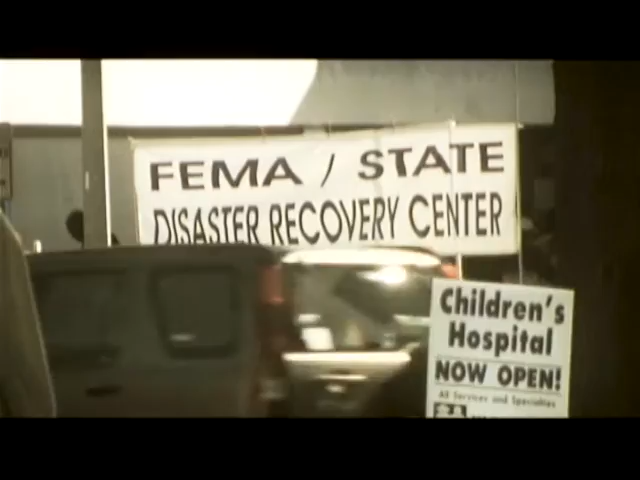 FEMA / STATE
DISASTER RECOVERY CENTER
Children's
Hospital
NOW OPEN!
All Services and Specialties